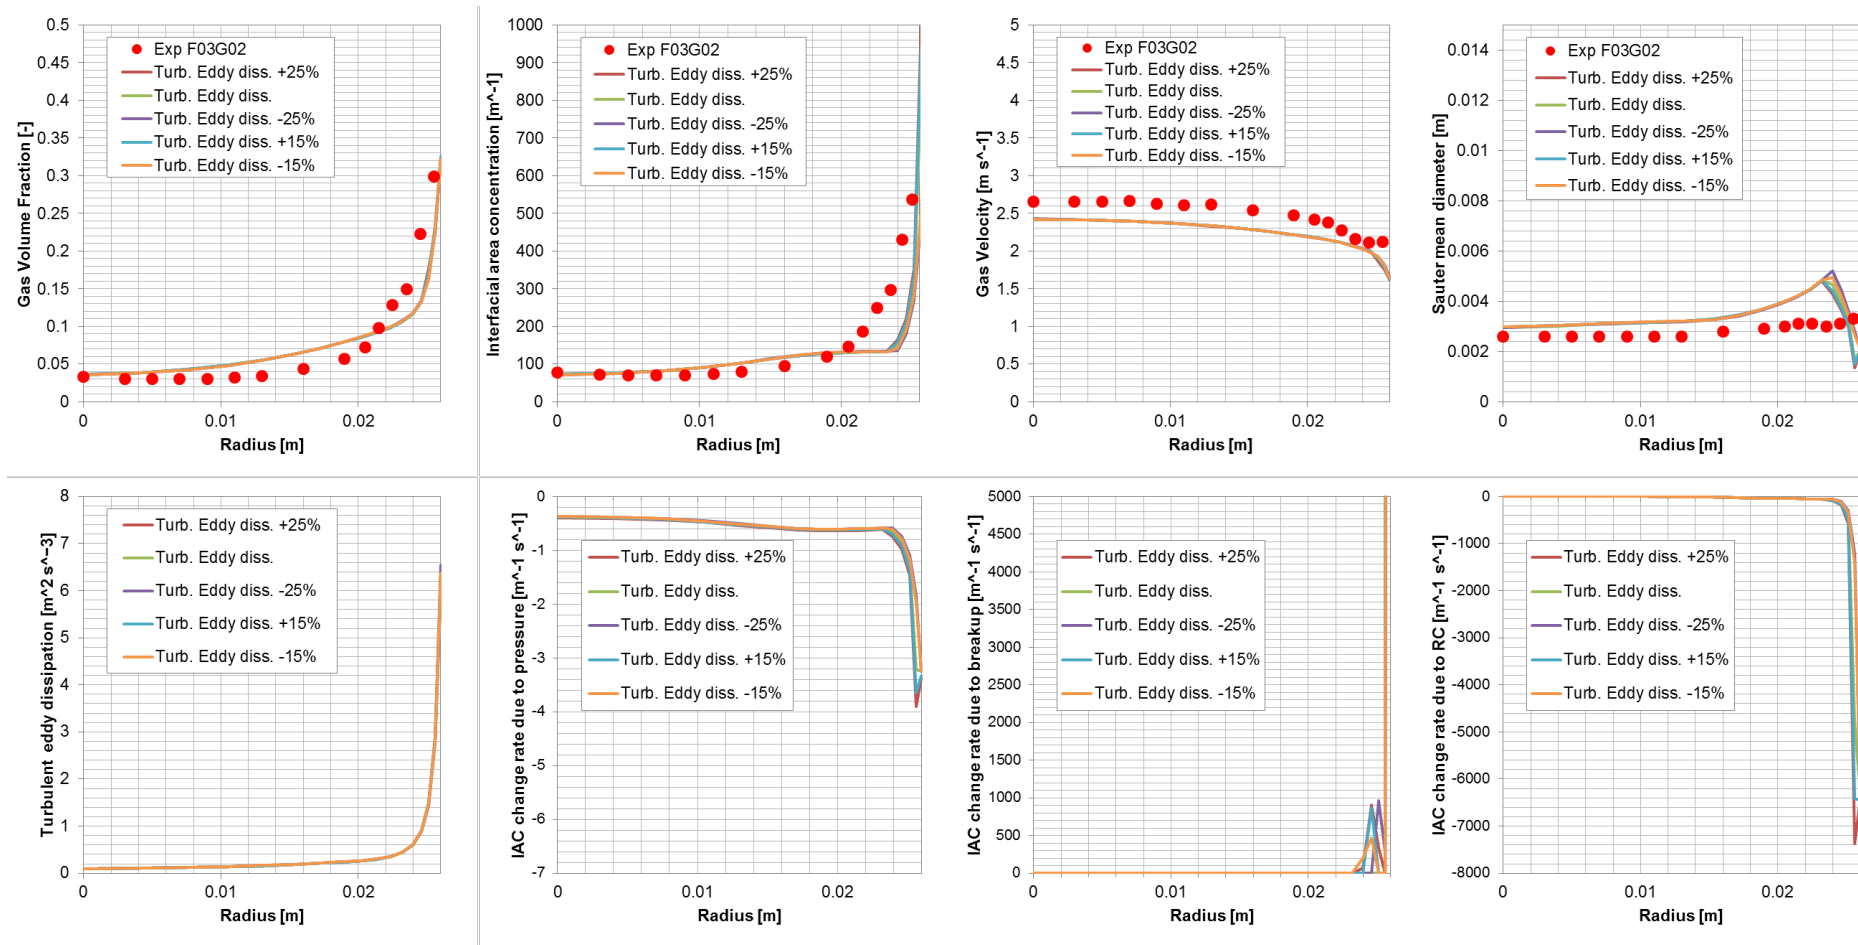 0.5
0.45
0.4
0.35
0.3
0.25
0.2
0.15
0.1
0.05
0
Gas Volume Fraction [-]
Exp F03G02
Turb. Eddy diss. +25%
Turb. Eddy diss.
Turb. Eddy diss. -25%
Turb. Eddy diss. +15%
Turb. Eddy diss. -15%
0 0.01 0.02
Radius [m]
1000
900
800
700
600
500
400
300
200
100
0
Interfacial area concentration [m^-1]
Exp F03G02
Turb. Eddy diss. +25%
Turb. Eddy diss.
Turb. Eddy diss. -25%
Turb. Eddy diss. +15%
Turb. Eddy diss. -15%
0 0.01 0.02
Radius [m]
5
4.5
4
3.5
3
2.5
2
1.5
1
0.5
0
Gas Velocity [m s^-1]
Exp F03G02
Turb. Eddy diss. +25%
Turb. Eddy diss.
Turb. Eddy diss. -25%
Turb. Eddy diss. +15%
Turb. Eddy diss. -15%
0 0.01 0.02
Radius [m]
0.014
0.012
0.01
0.008
0.006
0.004
0.002
0
Sauter mean diameter [m]
Exp F03G02
Turb. Eddy diss. +25%
Turb. Eddy diss.
Turb. Eddy diss. -25%
Turb. Eddy diss. +15%
Turb. Eddy diss. -15%
0 0.01 0.02
Radius [m]
8
7
6
5
4
3
2
1
0
Turbulent eddy dissipation [m^2 s^−3]
Turb. Eddy diss. +25%
Turb. Eddy diss.
Turb. Eddy diss. -25%
Turb. Eddy diss. +15%
Turb. Eddy diss. -15%
0 0.01 0.02
Radius [m]
0
-1
-2
-3
-4
-5
-6
-7
IAC change rate due to pressure [m^-1 s^-1]
Turb. Eddy diss. +25%
Turb. Eddy diss.
Turb. Eddy diss. -25%
Turb. Eddy diss. +15%
Turb. Eddy diss. -15%
0 0.01 0.02
Radius [m]
5000
4500
4000
3500
3000
2500
2000
1500
1000
500
0
IAC change rate due to breakup [m^-1 s^-1]
Turb. Eddy diss. +25%
Turb. Eddy diss.
Turb. Eddy diss. -25%
Turb. Eddy diss. +15%
Turb. Eddy diss. -15%
0 0.01 0.02
Radius [m]
0
-1000
-2000
-3000
-4000
-5000
-6000
-7000
-8000
IAC change rate due to RC [m^-1 s^-1]
Turb. Eddy diss. +25%
Turb. Eddy diss.
Turb. Eddy diss. -25%
Turb. Eddy diss. +15%
Turb. Eddy diss. -15%
0 0.01 0.02
Radius [m]